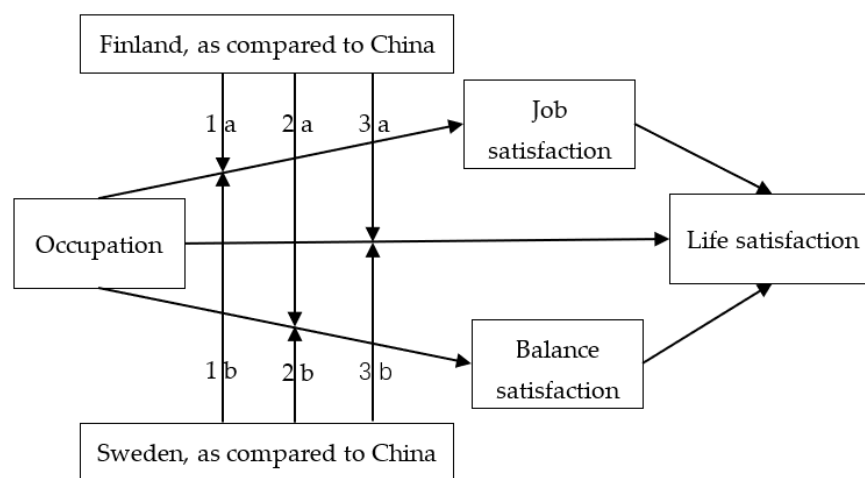 Finland, as compared to China
1 a
2 a
3 a
Job
satisfaction
Occupation
Life satisfaction
1 b
2 b
3 b
Balance
satisfaction
Sweden, as compared to China